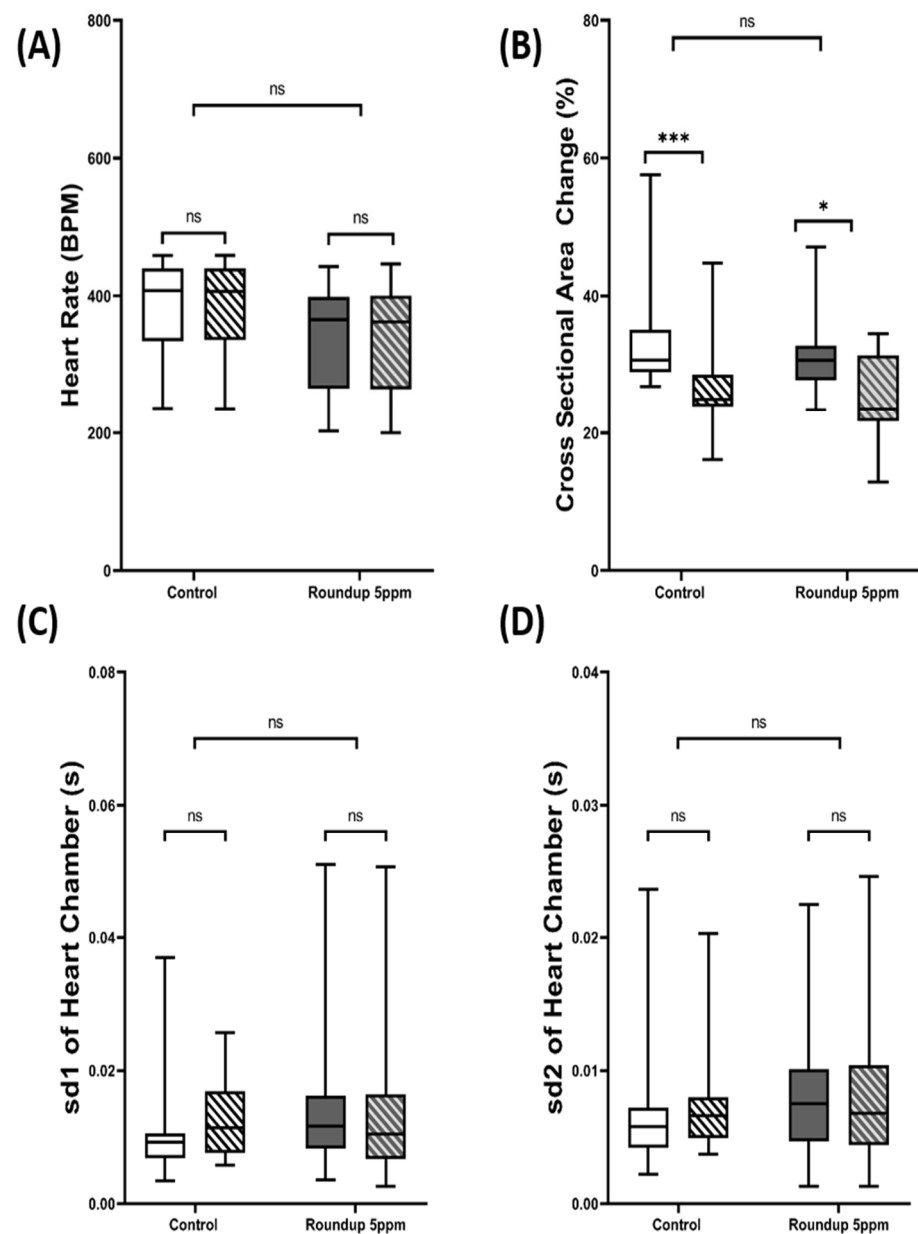 (A)
Heart Rate (BPM)
800
600
400
200
0
ns
ns
ns
Control
Roundup 5ppm
(B)
Cross Sectional Area Change (%)
80
60
40
20
0
ns
***
*
Control
Roundup 5ppm
(C)
sd1 of Heart Chamber (s)
0.08
0.06
0.04
0.02
0.00
ns
ns
ns
Control
Roundup 5ppm
(D)
sd2 of Heart Chamber (s)
0.04
0.03
0.02
0.01
0.00
ns
ns
ns
Control
Roundup 5ppm